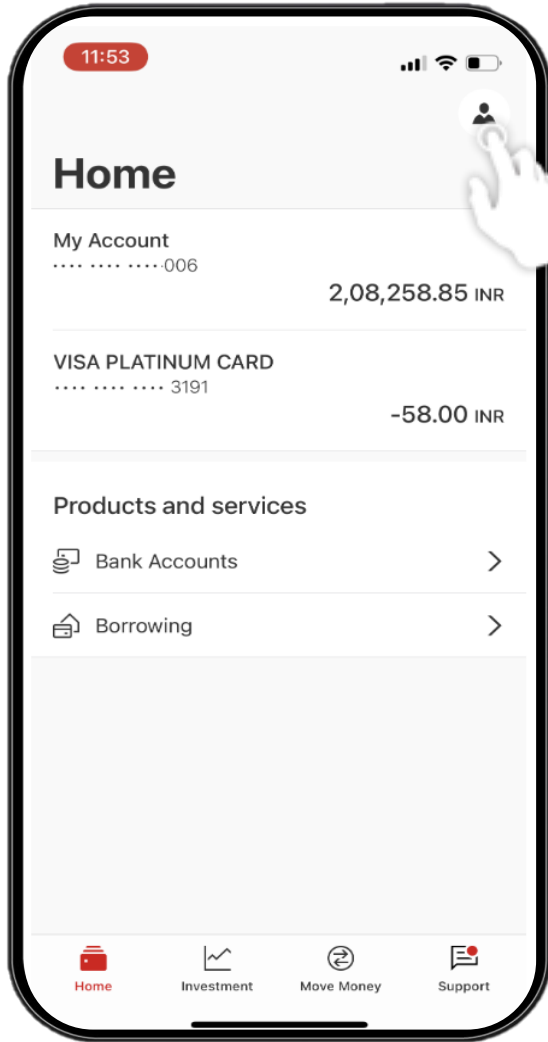 11:53
Home
My Account
···· ···· ····006
2,08,258.85 INR
VISA PLATINUM CARD
···· ···· ···· 3191
-58.00 INR
Products and services
Bank Accounts
Borrowing
Home Investment Move Money Support